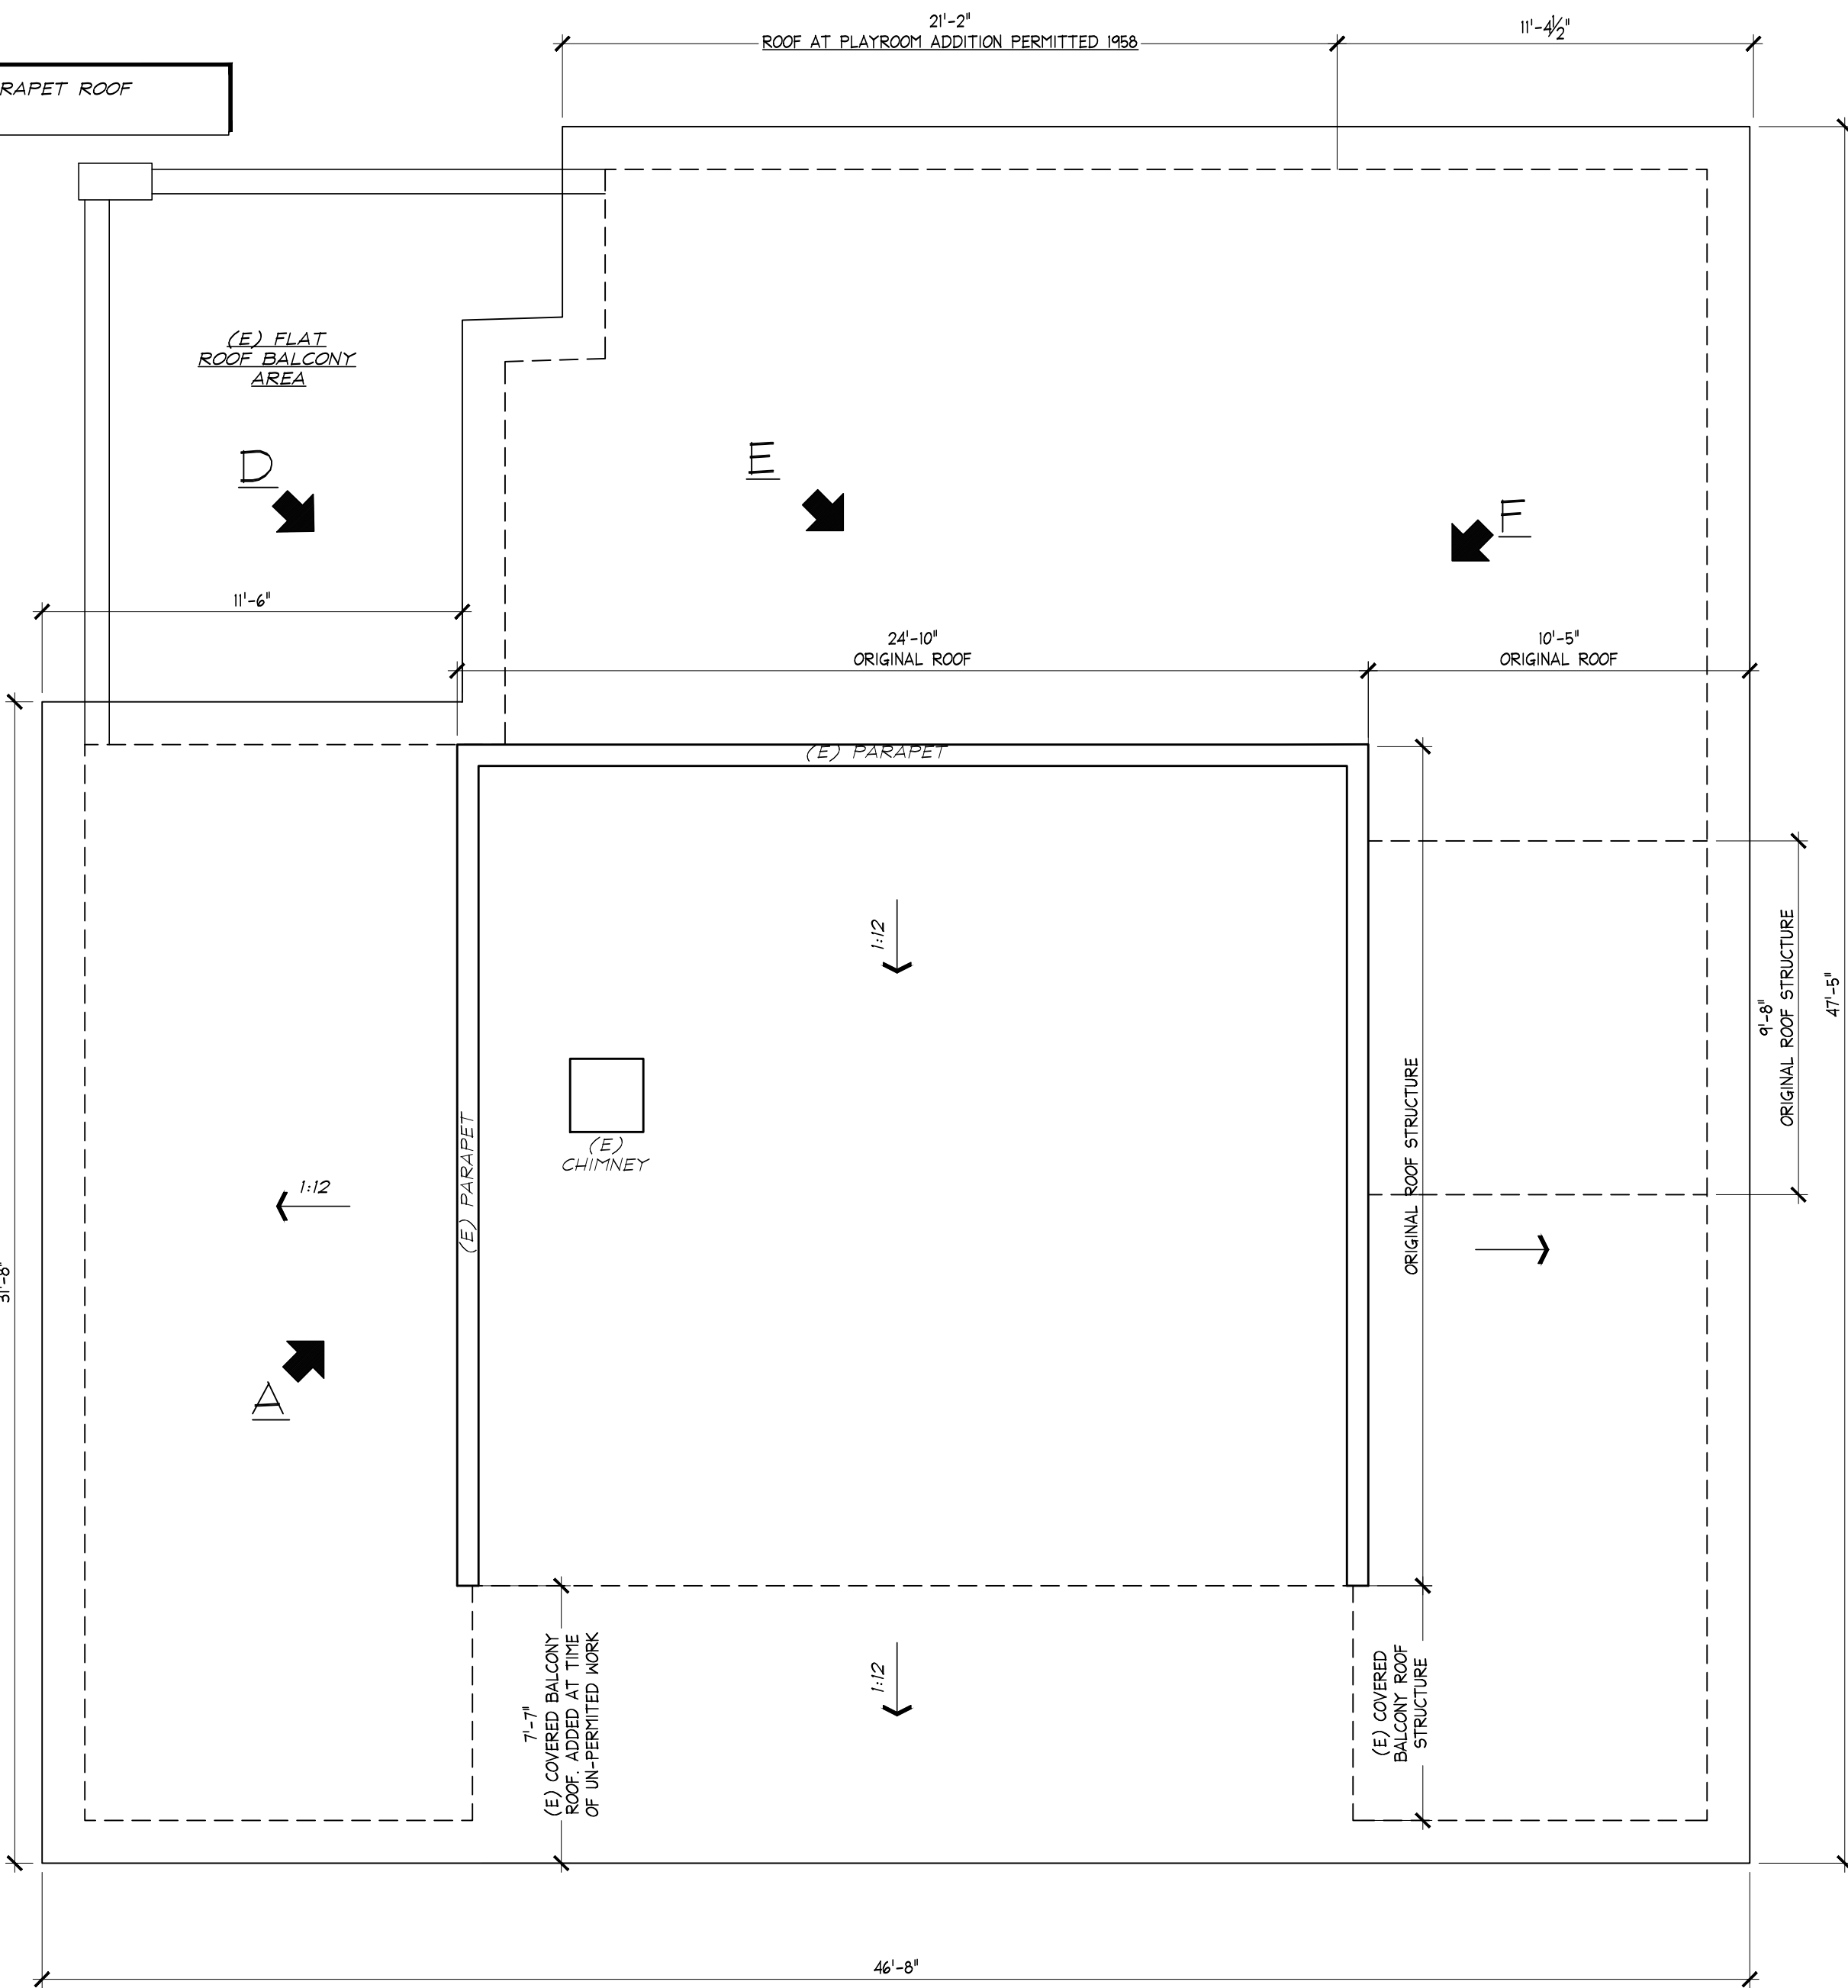 21'-2"
ROOF AT PLAYROOM ADDITION PERMITTED 1958
11'-4½"
RAPET ROOF
(E) FLAT
ROOF BALCONY
AREA
D
E
F
11'-6"
24'-10"
ORIGINAL ROOF
10'-5"
ORIGINAL ROOF
(E) PARAPET
1:12
9'-8"
ORIGINAL ROOF STRUCTURE
47'-5"
ORIGINAL ROOF STRUCTURE
(E)
CHIMNEY
(E) PARAPET
1:12
31'-8"
A
7'-7"
(E) COVERED BALCONY
ROOF. ADDED AT TIME
OF UN-PERMITED WORK
1:12
(E) COVERED
BALCONY ROOF
STRUCTURE
46'-8"